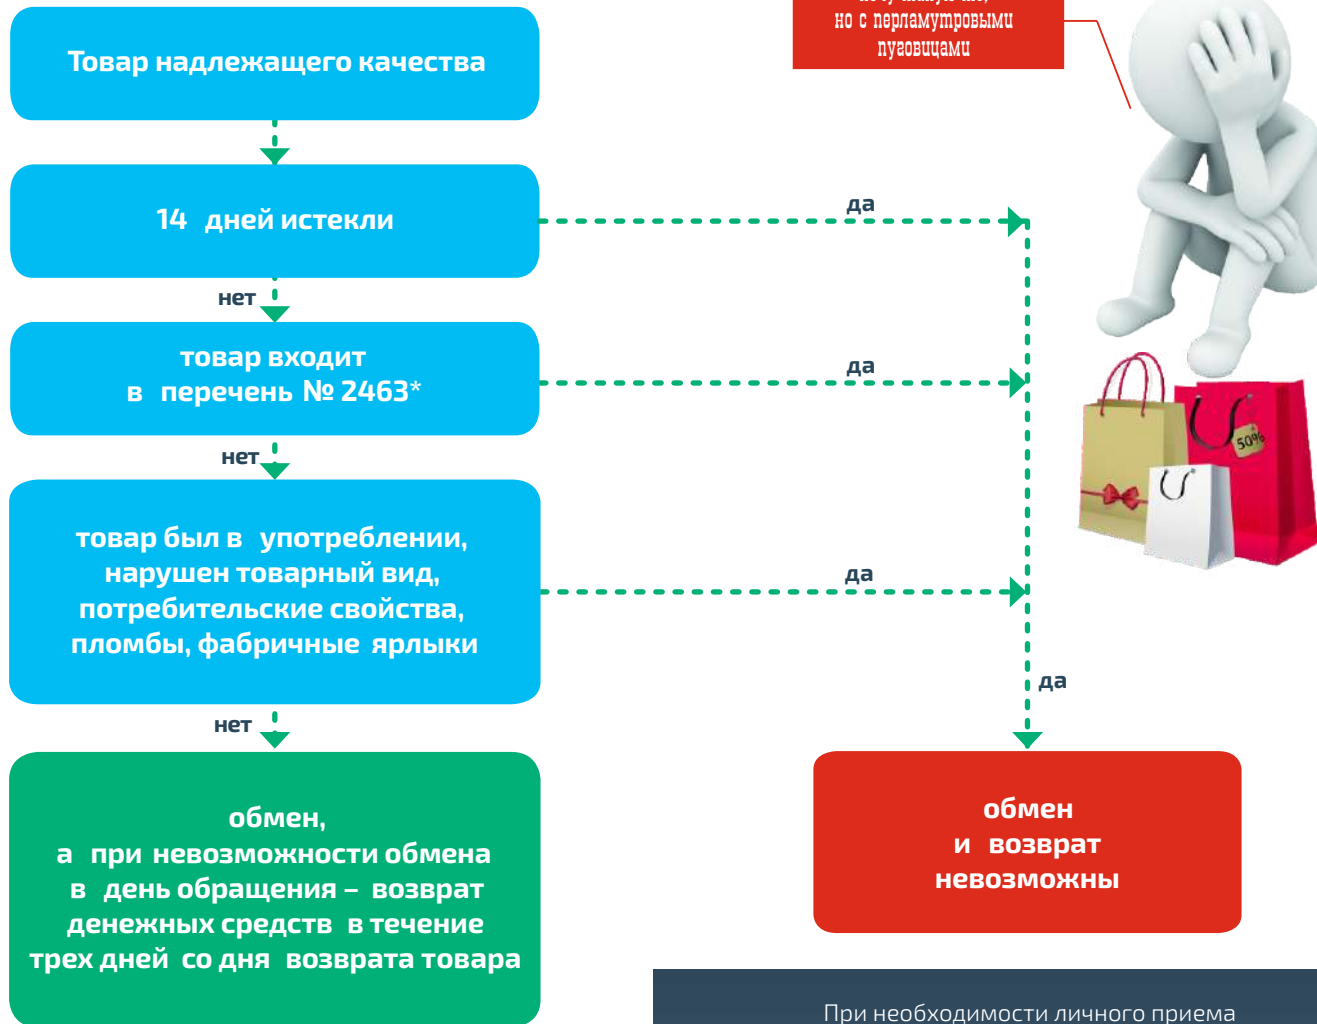 но с перламутровыми
пуговицами
Товар надлежащего качества
14 дней истекли
да
нет
товар входит
в перечень № 2463*
да
нет
товар был в употреблении,
нарушен товарный вид,
потребительские свойства,
пломбы, фабричные ярлыки
да
да
нет
обмен,
а при невозможности обмена
в день обращения – возврат
денежных средств в течение
трех дней со дня возврата товара
обмен
и возврат
невозможны
50%
При необходимости личного приема